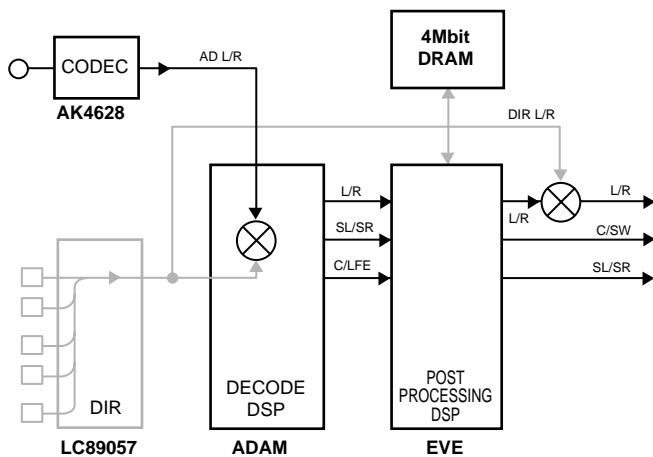 4Mbit
DRAM
CODEC
AD L/R
AK4628
DIR L/R
L/R
L/R
L/R
SL/SR
C/SW
C/LFE
SL/SR
DIR
DECODE
DSP
POST
PROCESSING
DSP
LC89057
ADAM
EVE